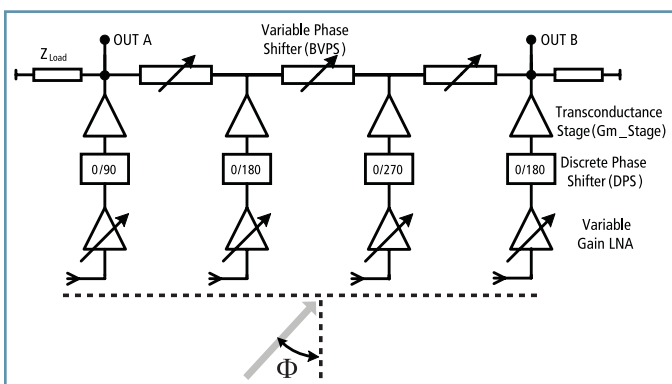 Z Load
OUT A
Variable Phase
Shifter (BVPS)
OUT B
Transconductance
Stage (Gm_Stage)
0/90
0/180
0/270
0/180
Discrete Phase
Shifter (DPS)
Variable
Gain LNA
Φ